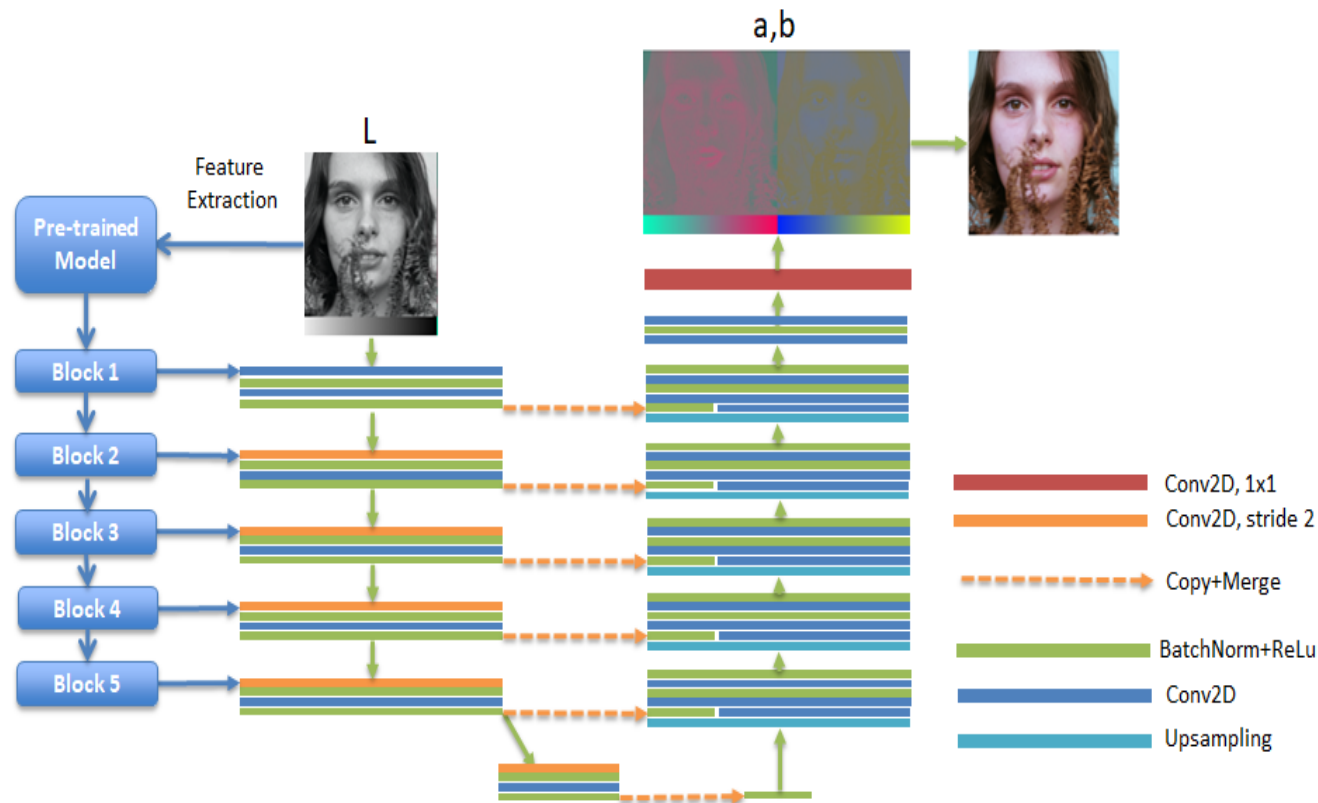 a,b
L
Feature
Extraction
Pre-trained
Model
Block 1
Block 2
Block 3
Block 4
Block 5
Conv2D, 1x1
Conv2D, stride 2
Copy+Merge
BatchNorm+ReLu
Conv2D
Upsampling